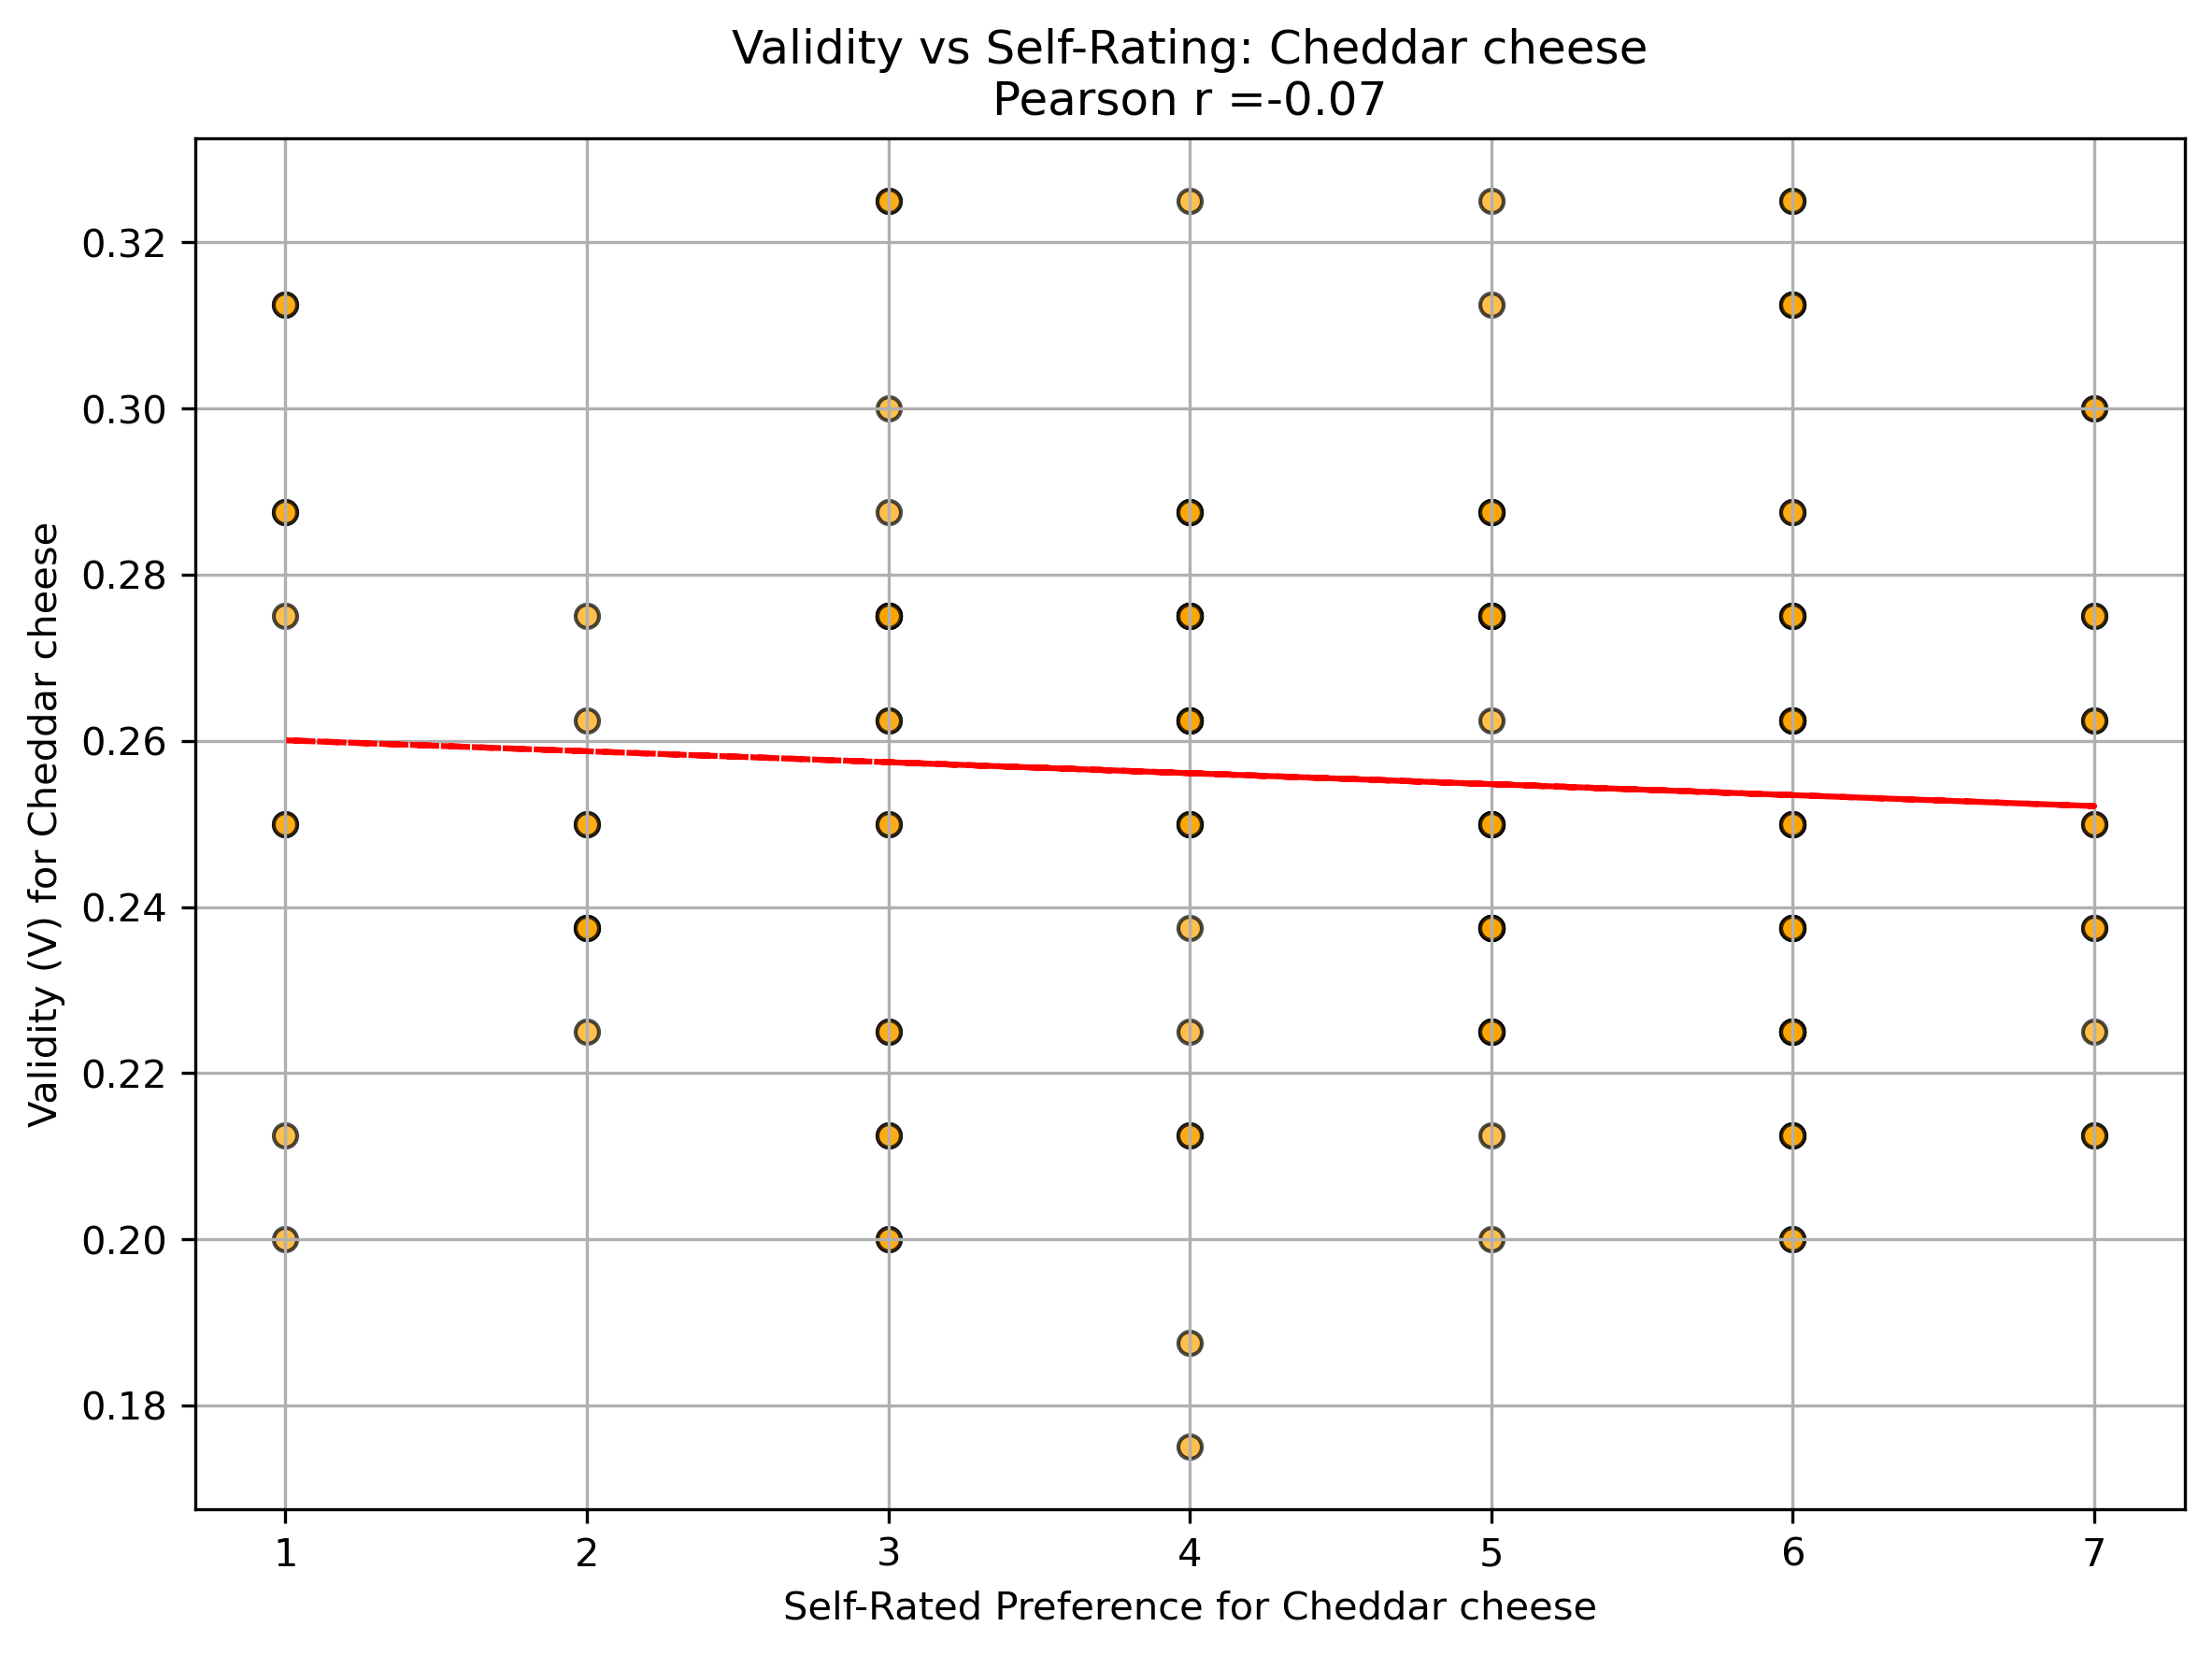 Validity vs Self-Rating: Cheddar cheese
Pearson r =-0.07
Validity (V) for Cheddar cheese
0.32
0.30
0.28
0.26
0.24
0.22
0.20
0.18
1 2 3 4 5 6 7
Self-Rated Preference for Cheddar cheese